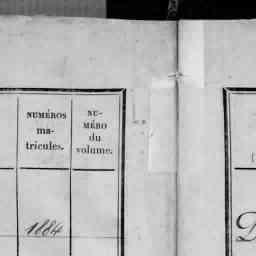 NUMÉROS
ma-
tricules.
NU-
MÉRO
du
volume.
1884
D